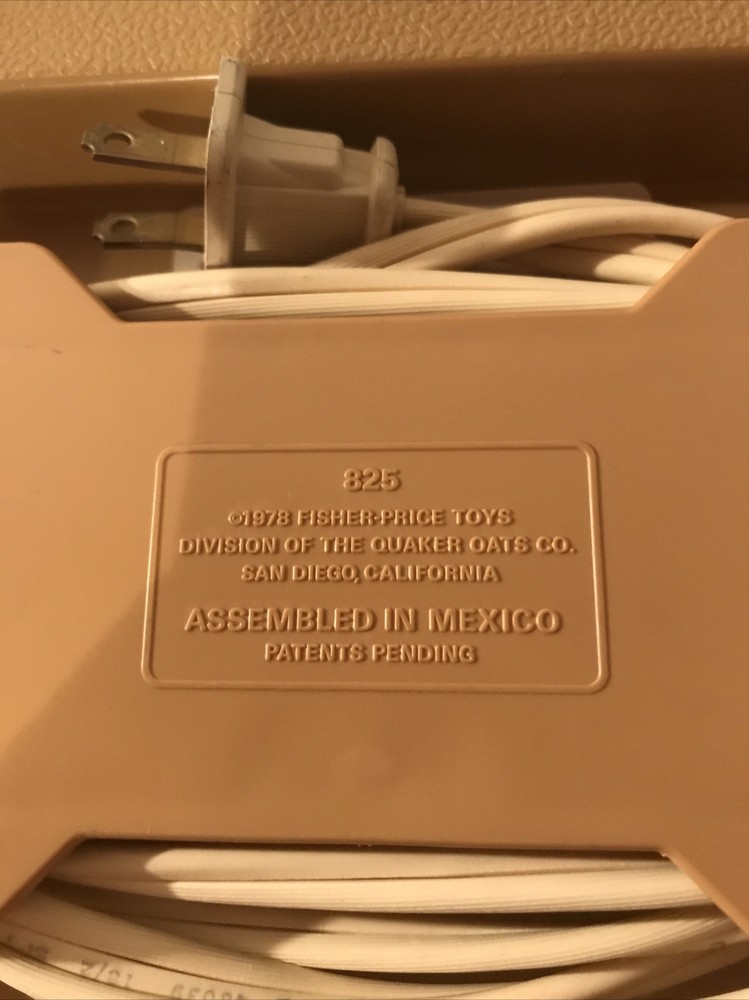 825
©1978 FISHER-PRICE TOYS
DIVISION OF THE QUAKER OATS CO.
SAN DIEGO, CALIFORNIA
ASSEMBLED IN MEXICO
PATENTS PENDING